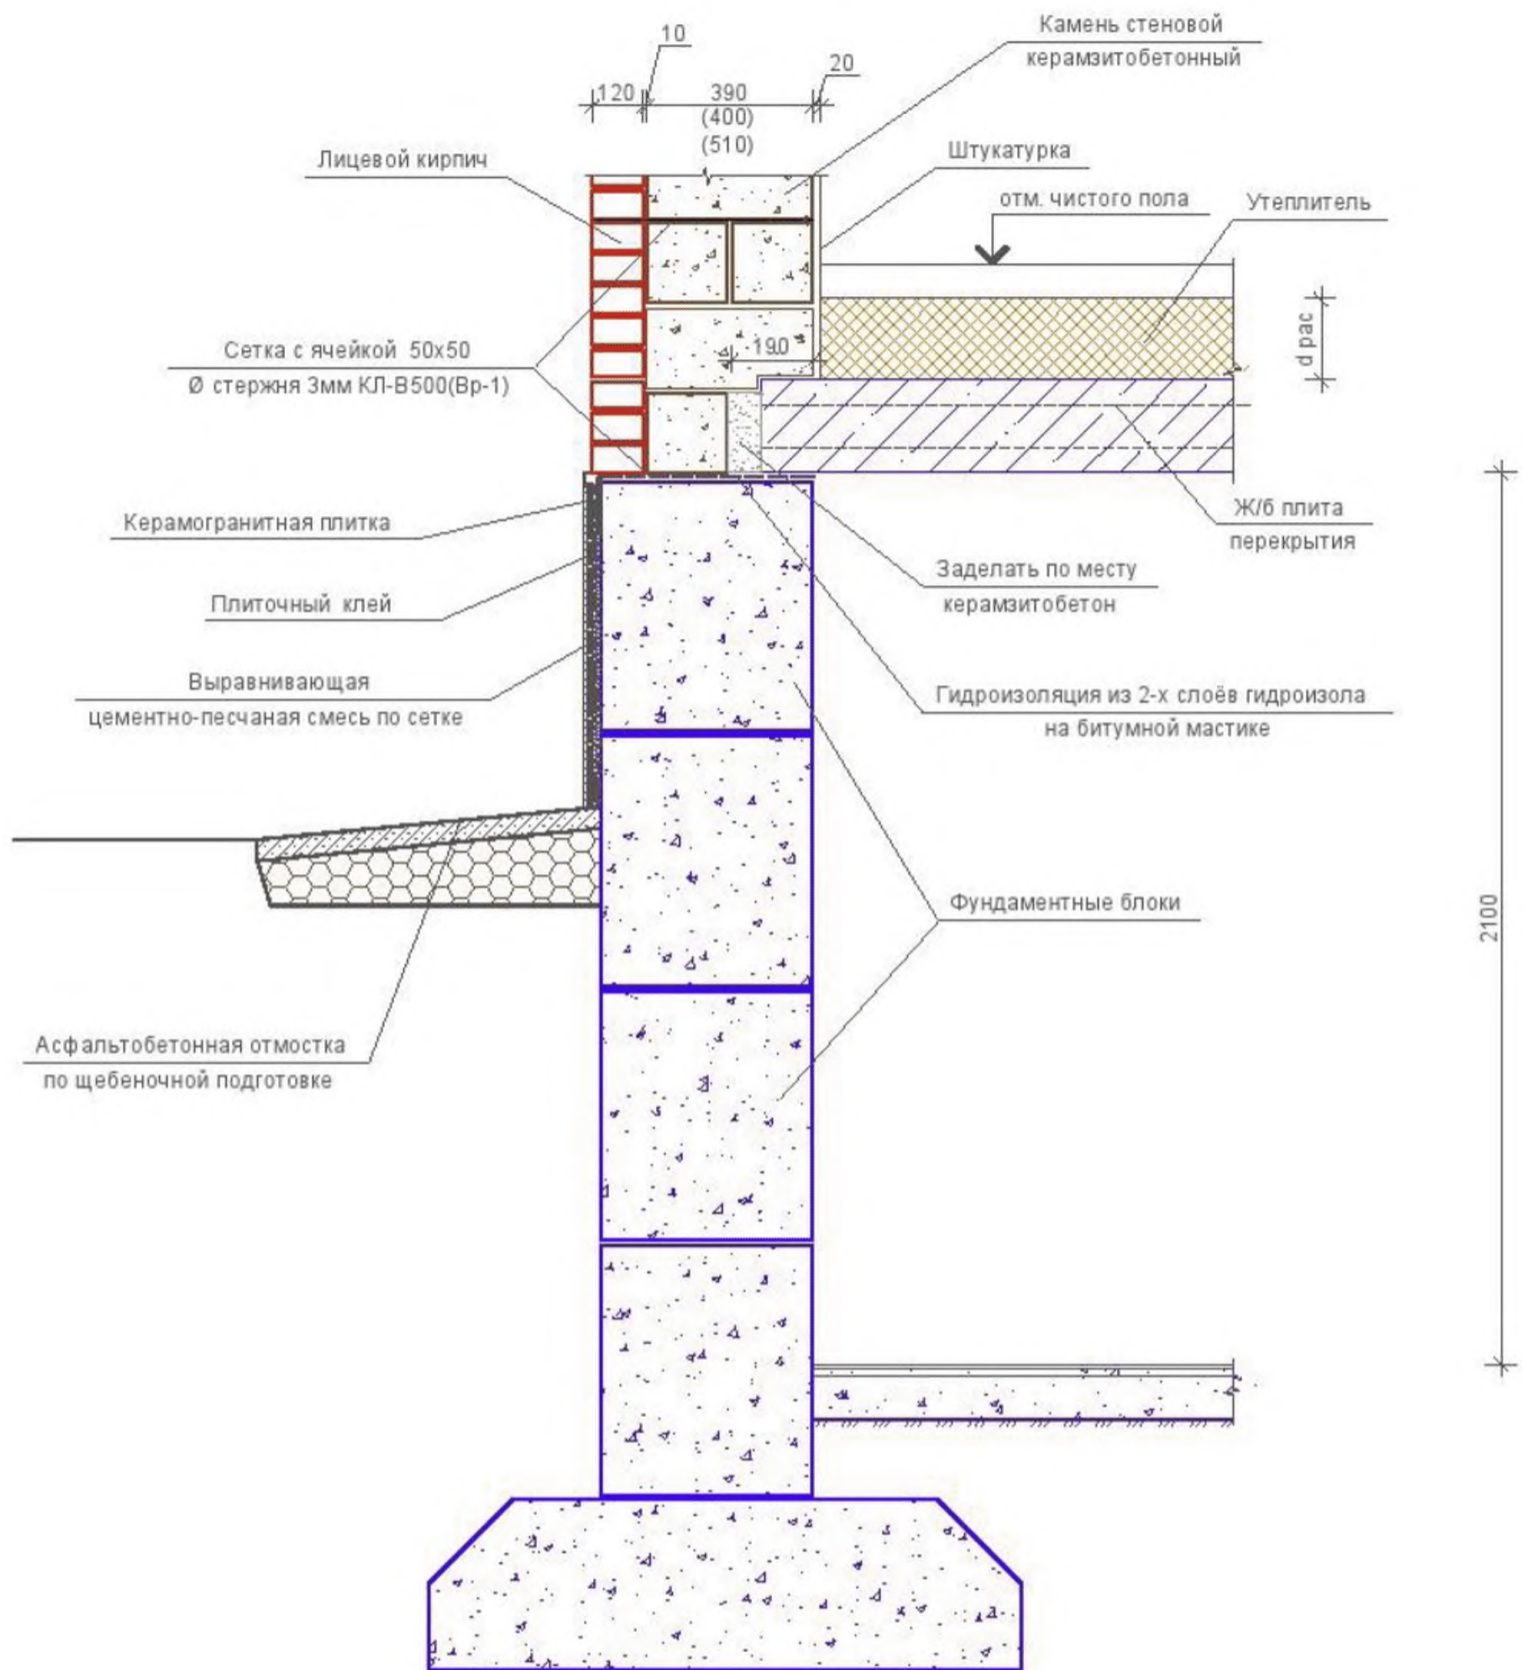 10
Камень стеновой
керамзитобетонный
20
120
390
(400)
(510)
Лицевой кирпич
Штукатурка
отм. чистого пола
Утеплитель
Сетка с ячейкой 50х50
Ø стержня 3мм КЛ-В500(Вр-1)
190
d рас
Керамогранитная плитка
Ж/б плита
перекрытия
Плиточный клей
Заделать по месту
керамзитобетон
Выравнивающая
цементно-песчаная смесь по сетке
Гидроизоляция из 2-х слоёв гидроизола
на битумной мастике
Фундаментные блоки
2100
Асфальтобетонная отмостка
по щебеночной подготовке